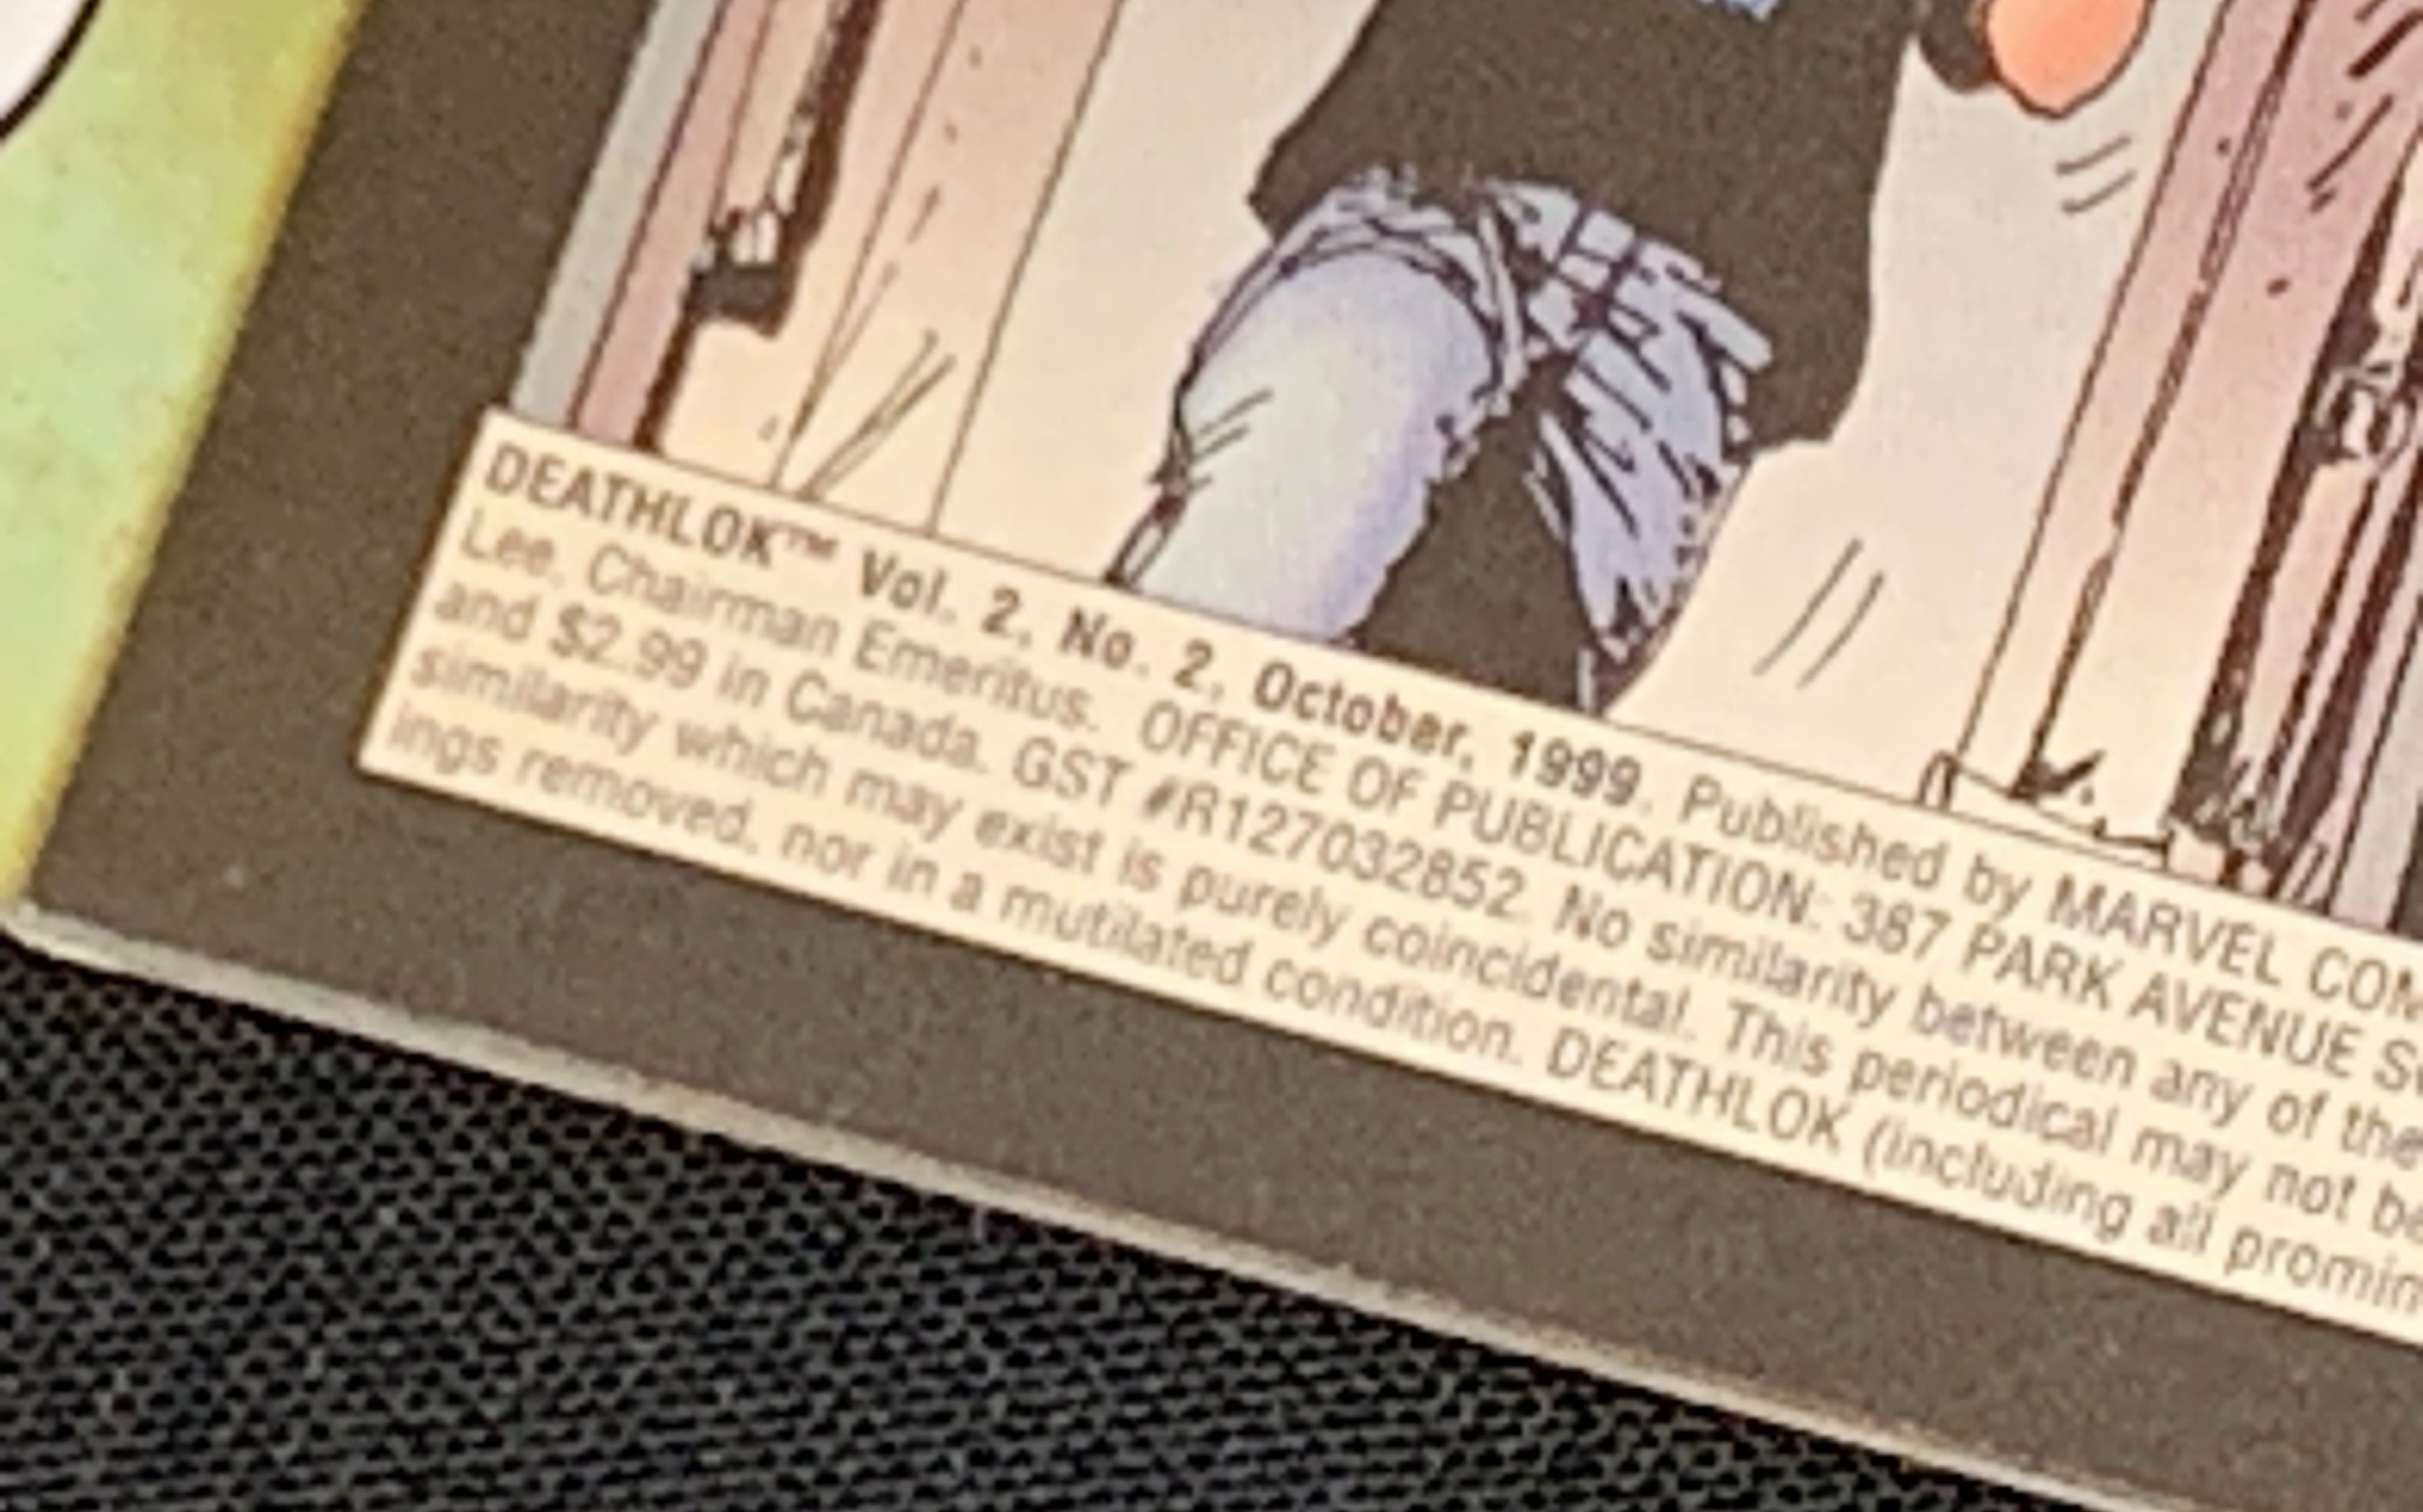 DEATHLOK™ Vol. 2, No. 2, October, 1999. Published by MARVEL COM
Lee, Chairman Emeritus. OFFICE OF PUBLICATION: 387 PARK AVENUE S
and $2.99 in Canada. GST #R127032852. No similarity between any of the
similarity which may exist is purely coincidental. This periodical may not be
ings removed, nor in a mutilated condition. DEATHLOK (including all promin